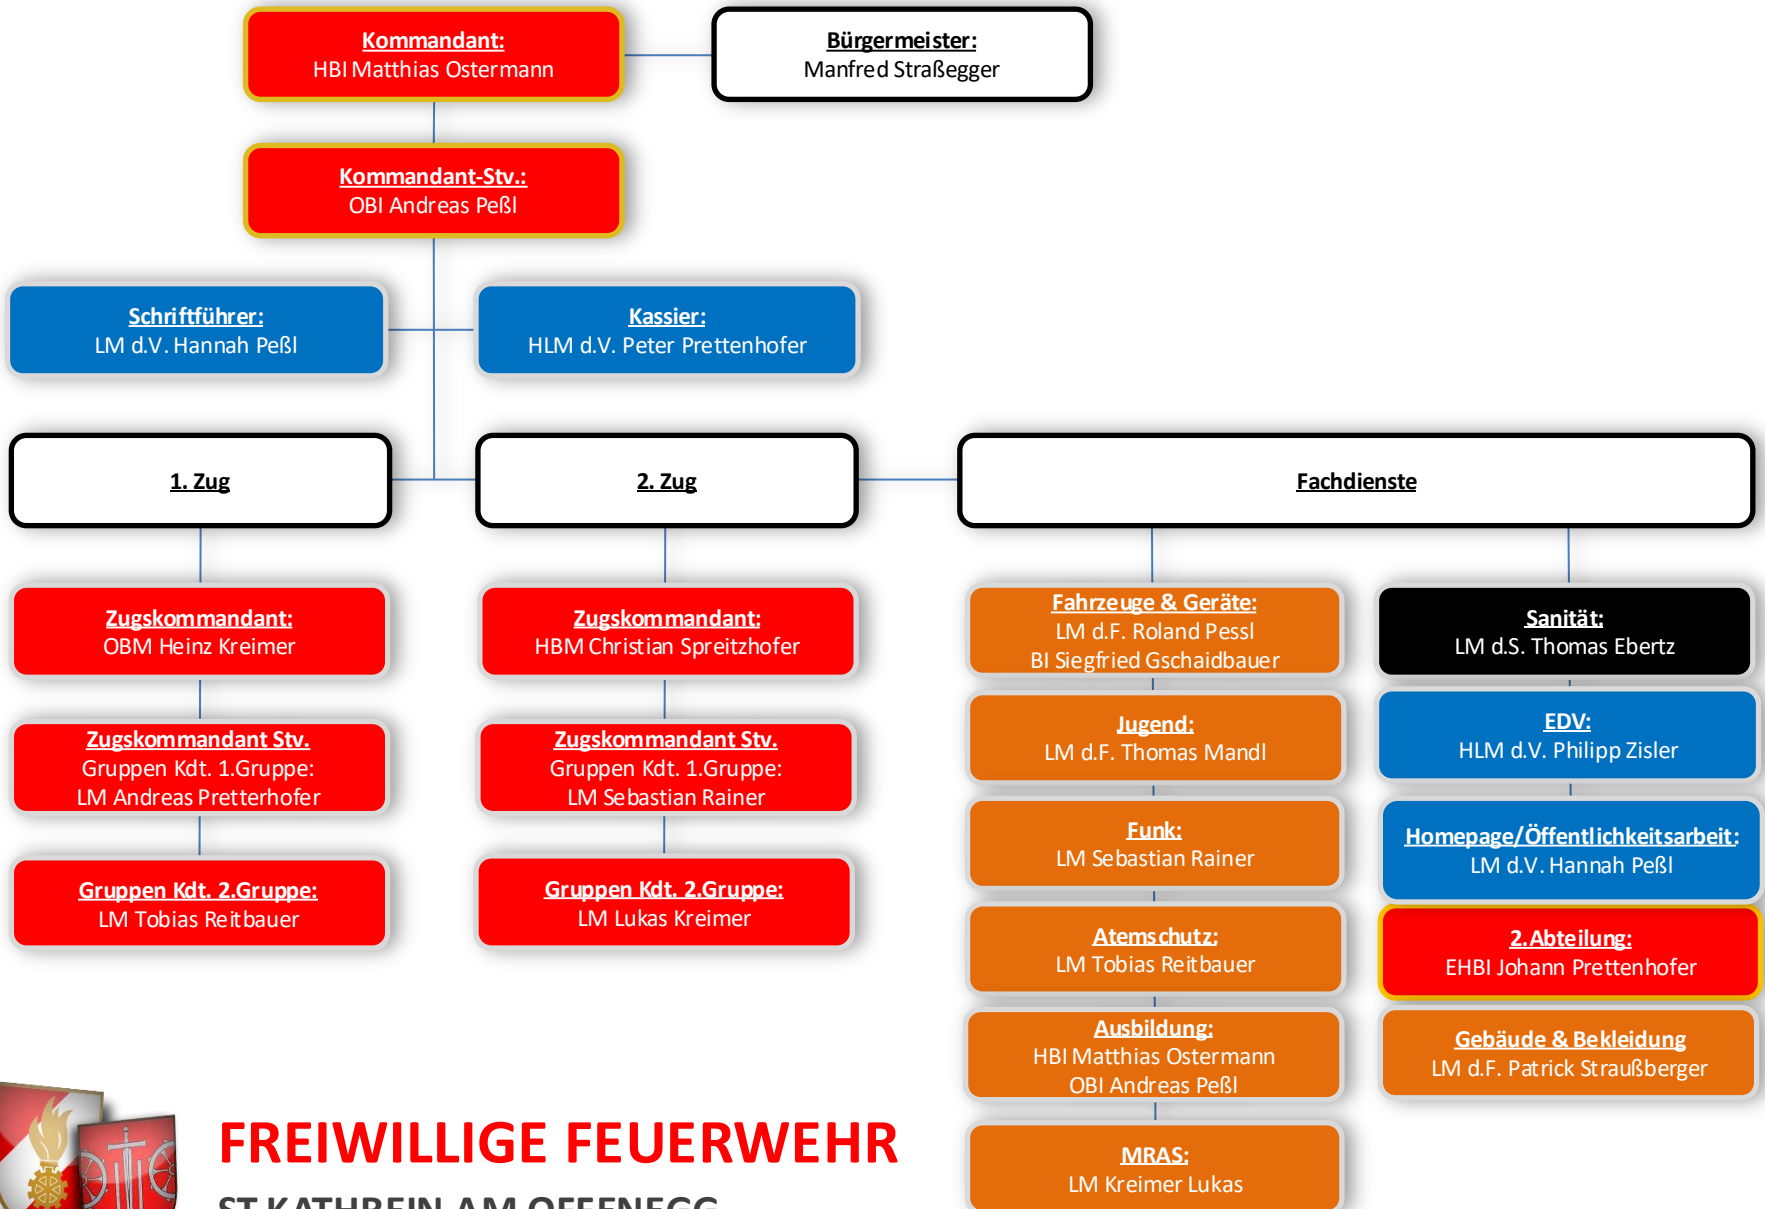 Kommandant:
HBI Matthias Ostermann
Bürgermeister:
Manfred Straßegger
Kommandant-Stv.:
OBI Andreas Peßl
Schriftführer:
LM d.V. Hannah Peßl
Kassier:
HLM d.V. Peter Prettenhofer
1. Zug
2. Zug
Fachdienste
Zugskommandant:
OBM Heinz Kreimer
Zugskommandant Stv.
Gruppen Kdt. 1.Gruppe:
LM Andreas Pretterhofer
Gruppen Kdt. 2.Gruppe:
LM Tobias Reitbauer
Zugskommandant:
HBM Christian Spreitzhofer
Zugskommandant Stv.
Gruppen Kdt. 1.Gruppe:
LM Sebastian Rainer
Gruppen Kdt. 2.Gruppe:
LM Lukas Kreimer
Fahrzeuge & Geräte:
LM d.F. Roland Pessl
BI Siegfried Gschaidbauer
Jugend:
LM d.F. Thomas Mandl
Funk:
LM Sebastian Rainer
Atemschutz:
LM Tobias Reitbauer
Ausbildung:
HBI Matthias Ostermann
OBI Andreas Peßl
MRAS:
LM Kreimer Lukas
Sanität:
LM d.S. Thomas Ebertz
EDV:
HLM d.V. Philipp Zisler
Homepage/Öffentlichkeitsarbeit:
LM d.V. Hannah Peßl
2.Abteilung:
EHBI Johann Prettenhofer
Gebäude & Bekleidung
LM d.F. Patrick Straußberger
FREIWILLIGE FEUERWEHR
ST.KATHREIN AM OFFENEGG